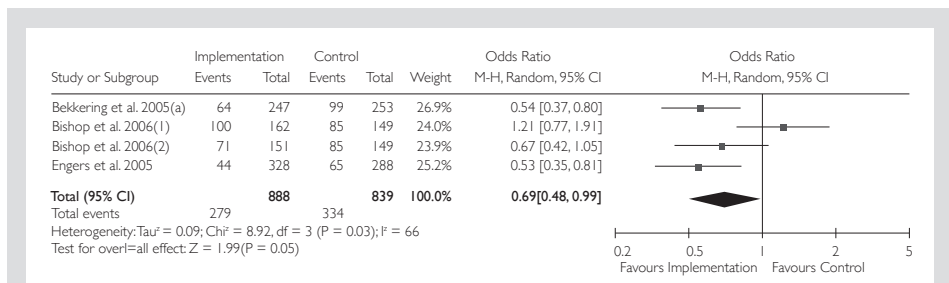 Implementation Control Odds Ratio Odds Ratio
Study or Subgroup Events Total Events Total Weight M-H, Random, 95% CI M-H, Random, 95% CI
Bekkering et al. 2005(a) 64 247 99 253 26.9% 0.54 [0.37, 0.80]
Bishop et al. 2006(1) 100 162 85 149 24.0% 1.21 [0.77, 1.91]
Bishop et al. 2006(2) 71 151 85 149 23.9% 0.67 [0.42, 1.05]
Engers et al. 2005 44 328 65 288 25.2% 0.53 [0.35, 0.81]
Total (95% CI) 888 839 100.0% 0.69[0.48, 0.99]
Total events 279 334
Heterogeneity: Tau² = 0.09; Chi² = 8.92, df = 3 (P = 0.03); I² = 66
Test for overl=all effect: Z = 1.99(P = 0.05)
0.2 0.5 1 2 5
Favours Implementation Favours Control